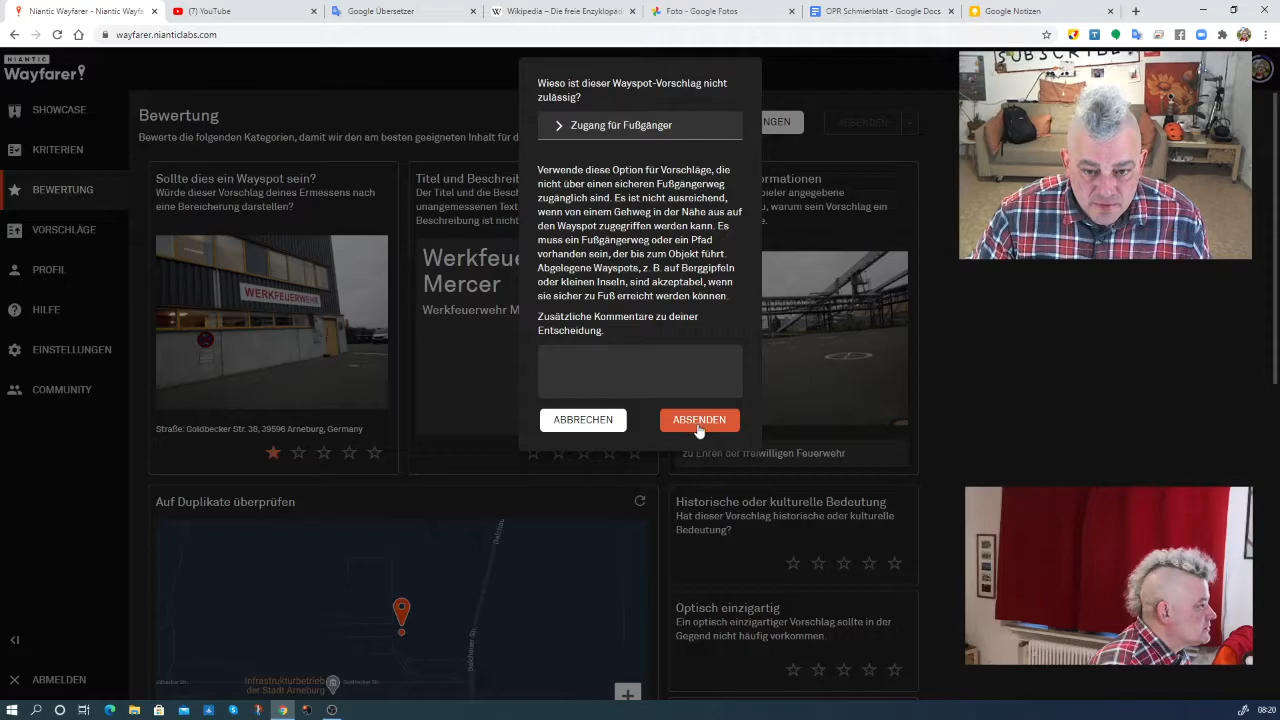 Niantic Wayfarer - Niantic Wayfa
(7) YouTube
Google Übersetzer
Wikipedia – Die freie Enzyklopäd
Foto - Google Fotos
OPR Schmierblatt - Google Docs
Google Notizen
wayfarer.nianticlabs.com
NIANTIC
Wayfarer
SUBSCRIBE
SHOWCASE
KRITERIEN
BEWERTUNG
VORSCHLÄGE
PROFIL
HILFE
EINSTELLUNGEN
COMMUNITY
ABMELDEN
Bewertung
Bewerte die folgenden Kategorien, damit wir den am besten geeigneten Inhalt für d
NGEN
ABSENDEN
Sollte dies ein Wayspot sein?
Würde dieser Vorschlag deines Ermessens nach
eine Bereicherung darstellen?
WERKFEUERWEHR
Straße: Goldbecker Str. 38, 39596 Arneburg, Germany
Titel und Beschreib
Der Titel und die Besch
unangemessenen Text
Beschreibung ist nicht
Werkfeue
Mercer
Werkfeuerwehr M
Wieso ist dieser Wayspot-Vorschlag nicht
zulässig?
Zugang für Fußgänger
Verwende diese Option für Vorschläge, die
nicht über einen sicheren Fußgängerweg
zugänglich sind. Es ist nicht ausreichend,
wenn von einem Gehweg in der Nähe aus auf
den Wayspot zugegriffen werden kann. Es
muss ein Fußgängerweg oder ein Pfad
vorhanden sein, der bis zum Objekt führt.
Abgelegene Wayspots, z. B. auf Berggipfeln
oder kleinen Inseln, sind akzeptabel, wenn
sie sicher zu Fuß erreicht werden können.
Zusätzliche Kommentare zu deiner
Entscheidung.
ABBRECHEN
ABSENDEN
ormationen
pieler angegebene
, warum sein Vorschlag ein
zu Ehren der freiwilligen Feuerwehr
Auf Duplikate überprüfen
Infrastrukturbetrieb
der Stadt Arneburg
Goldbecker Str.
Historische oder kulturelle Bedeutung
Hat dieser Vorschlag historische oder kulturelle
Bedeutung?
Optisch einzigartig
Ein optisch einzigartiger Vorschlag sollte in der
Gegend nicht häufig vorkommen.
08:20